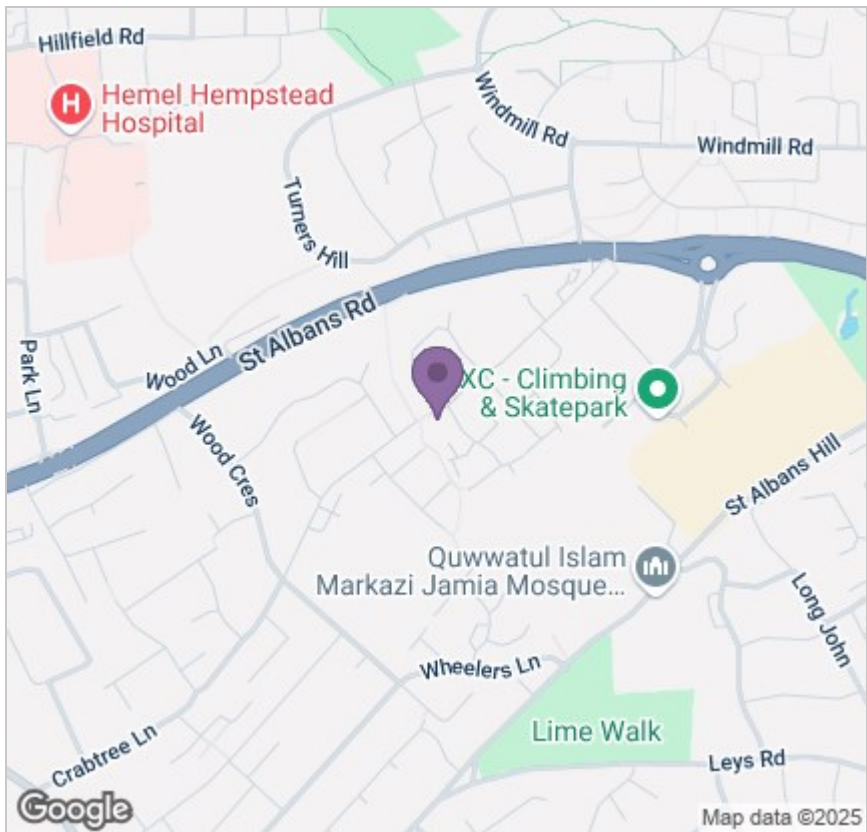 Hillfield Rd
H
Hemel Hempstead
Hospital
Windmill Rd
Windmill Rd
Turners Hill
St Albans Rd
Park Ln
Wood Ln
XC - Climbing
& Skatepark
Wood Cres
St Albans Hill
Quwwatul Islam
Markazi Jamia Mosque...
Long John
Wheelers Ln
Lime Walk
Crabtree Ln
Leys Rd
Google
Map data ©2025